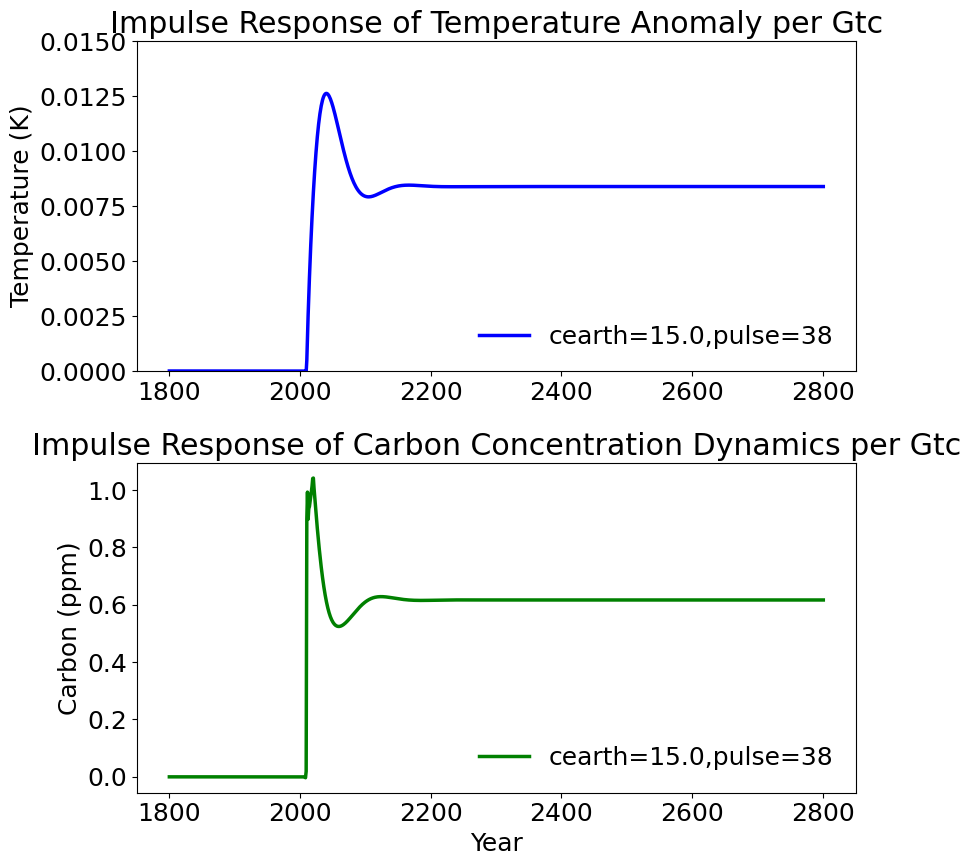 Impulse Response of Temperature Anomaly per Gtc
Temperature (K)
0.0150
0.0125
0.0100
0.0075
0.0050
0.0025
0.0000
cearth=15.0,pulse=38
1800 2000 2200 2400 2600 2800
Impulse Response of Carbon Concentration Dynamics per Gtc
Carbon (ppm)
1.0
0.8
0.6
0.4
0.2
0.0
cearth=15.0,pulse=38
1800 2000 2200 2400 2600 2800
Year